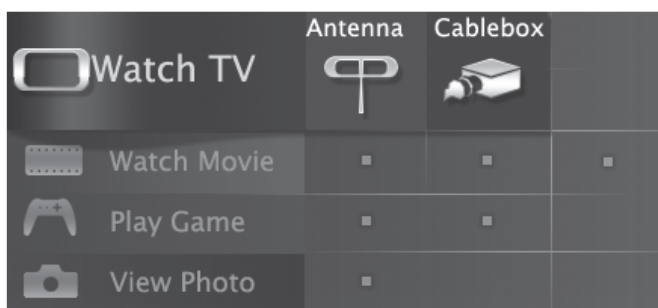 Antenna Cablebox
Watch TV
Watch Movie
Play Game
View Photo